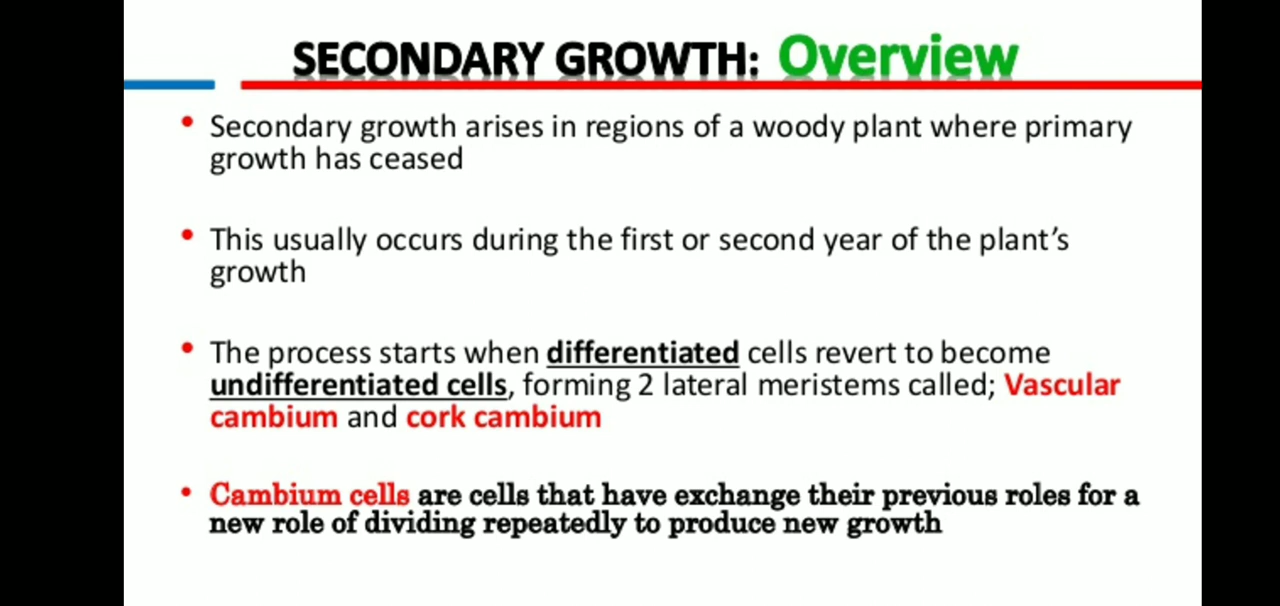 SECONDARY GROWTH: Overview
• Secondary growth arises in regions of a woody plant where primary
growth has ceased
• This usually occurs during the first or second year of the plant’s
growth
• The process starts when differentiated cells revert to become
undifferentiated cells, forming 2 lateral meristems called; Vascular
cambium and cork cambium
• Cambium cells are cells that have exchange their previous roles for a
new role of dividing repeatedly to produce new growth